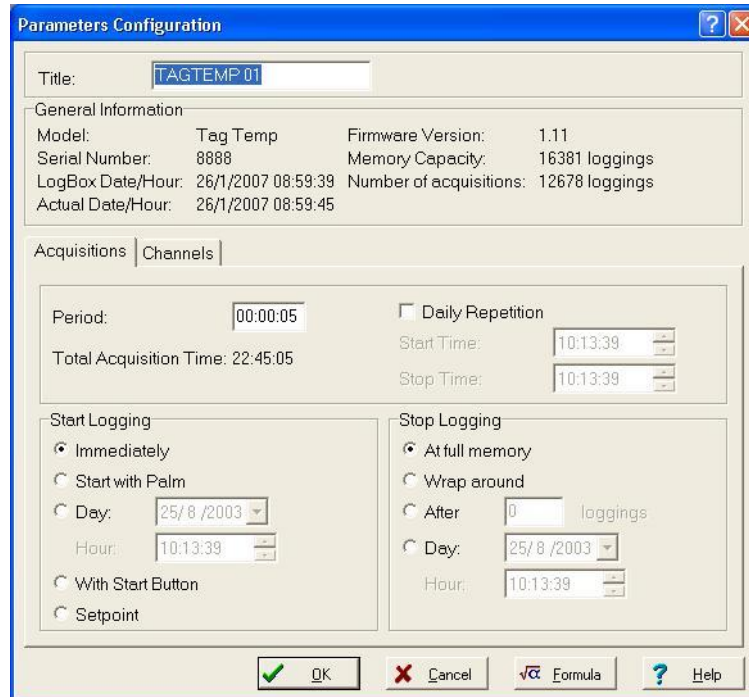 Parameters Configuration
Title: TAGTEMP 01
General Information
Model: Tag Temp Firmware Version: 1.11
Serial Number: 8888 Memory Capacity: 16381 loggings
LogBox Date/Hour: 26/1/2007 08:59:39 Number of acquisitions: 12678 loggings
Actual Date/Hour: 26/1/2007 08:59:45
Acquisitions Channels
Period: 00:00:05
Total Acquisition Time: 22:45:05
Daily Repetition
Start Time: 10:13:39
Stop Time: 10:13:39
Start Logging
Immediately
Start with Palm
Day: 25/ 8 /2003
Hour: 10:13:39
With Start Button
Setpoint
Stop Logging
At full memory
Wrap around
After 0 loggings
Day: 25/ 8 /2003
Hour: 10:13:39
OK Cancel √α Formula ? Help